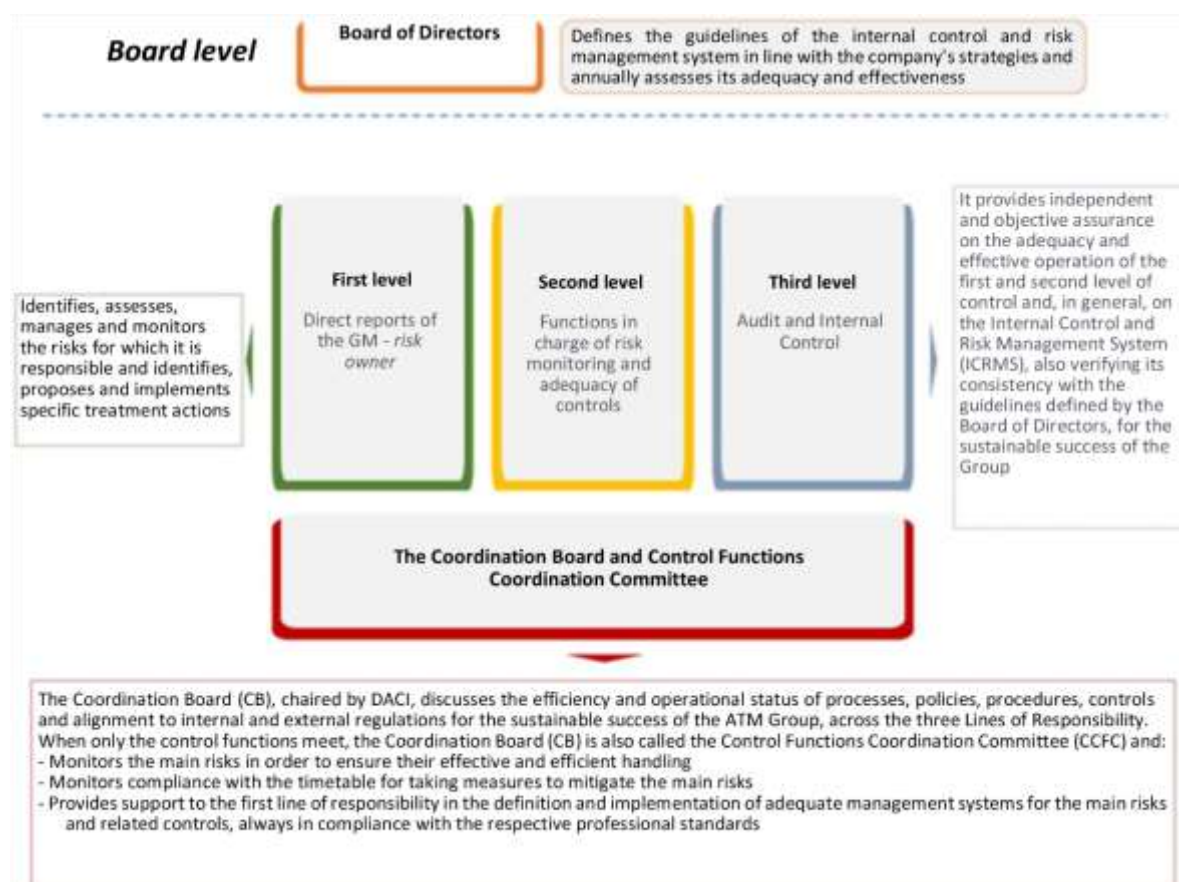 Board level
Board of Directors
Defines the guidelines of the internal control and risk
management system in line with the company's strategies and
annually assesses its adequacy and effectiveness
Identifies, assesses,
manages and monitors
the risks for which it is
responsible and identifies,
proposes and implements
specific treatment actions
First level
Direct reports of
the GM - risk
owner
Second level
Functions in
charge of risk
monitoring and
adequacy of
controls
Third level
Audit and Internal
Control
It provides independent
and objective assurance
on the adequacy and
effective operation of the
first and second level of
control and, in general, on
the Internal Control and
Risk Management System
(ICRMS), also verifying its
consistency with the
guidelines defined by the
Board of Directors, for the
sustainable success of the
Group
The Coordination Board and Control Functions
Coordination Committee
The Coordination Board (CB), chaired by DACI, discusses the efficiency and operational status of processes, policies, procedures, controls
and alignment to internal and external regulations for the sustainable success of the ATM Group, across the three Lines of Responsibility.
When only the control functions meet, the Coordination Board (CB) is also called the Control Functions Coordination Committee (CCFC) and:
- Monitors the main risks in order to ensure their effective and efficient handling
- Monitors compliance with the timetable for taking measures to mitigate the main risks
- Provides support to the first line of responsibility in the definition and implementation of adequate management systems for the main risks
and related controls, always in compliance with the respective professional standards